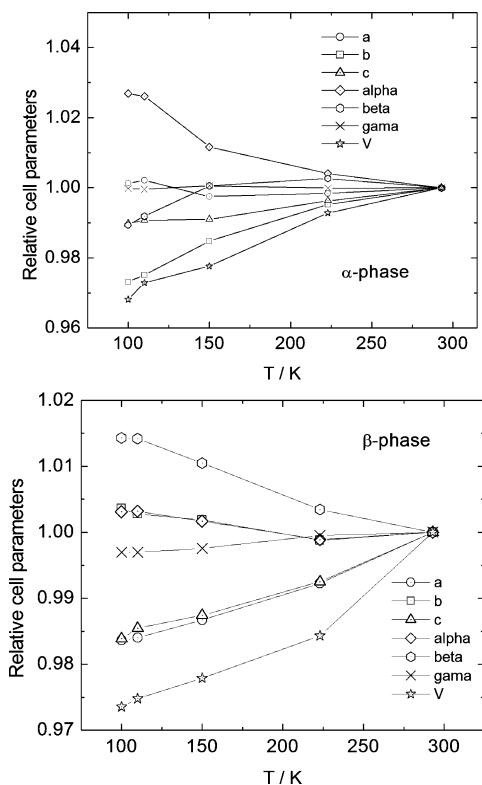 1.04
1.02
1.00
0.98
0.96
Relative cell parameters
a
b
c
alpha
beta
gama
V
α-phase
100
150
200
250
300
T / K
1.02
1.01
1.00
0.99
0.98
0.97
Relative cell parameters
β-phase
a
b
c
alpha
beta
gama
V
100
150
200
250
300
T / K